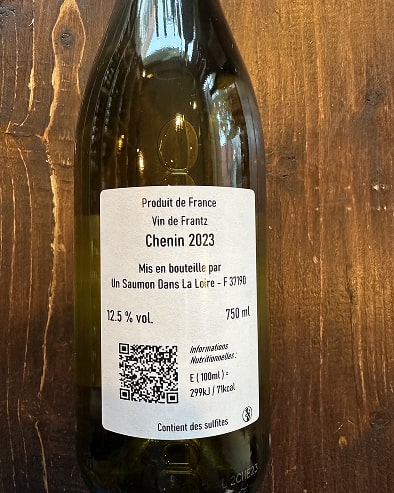 Produit de France
Vin de Frantz
Chenin 2023
Mis en bouteille par
Un Saumon Dans La Loire - F 37190
12.5 % vol. 750 ml
Informations
Nutritionnelles :
E ( 100ml ) =
299kJ / 71kcal
Contient des sulfites